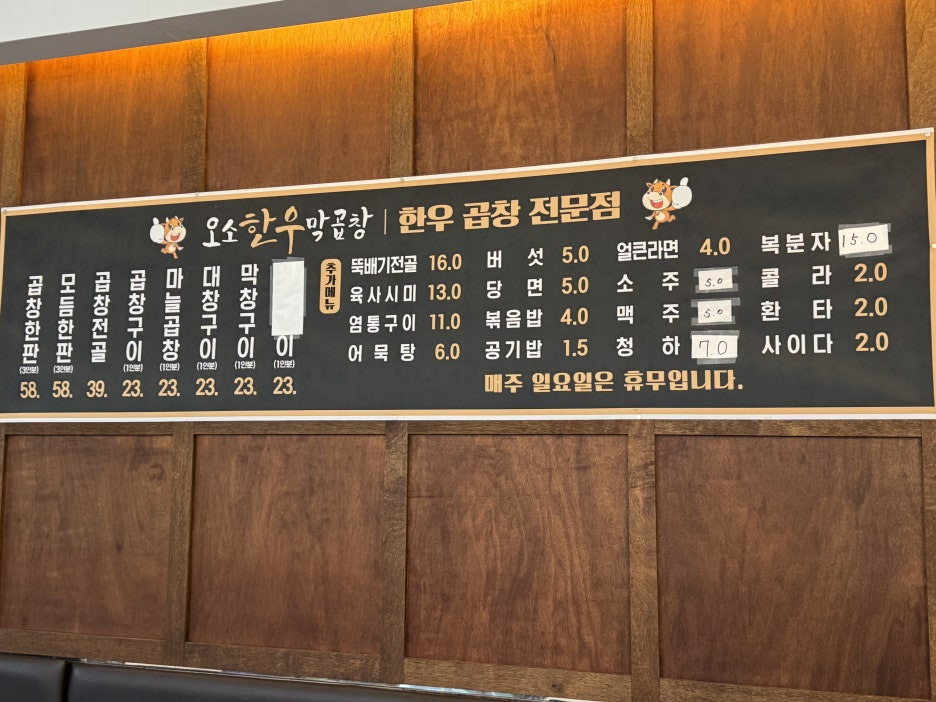 오소한우막곱창 | 한우 곱창 전문점
곱창한판 (3인분) 58.
모듬한판 (3인분) 58.
곱창전골 39.
곱창구이 (1인분) 23.
마늘곱창 (1인분) 23.
대창구이 (1인분) 23.
막창구이 (1인분) 23.
이 (1인분) 23.
추가메뉴
뚝배기전골 16.0
육사시미 13.0
염통구이 11.0
어묵탕 6.0
버섯 5.0
당면 5.0
볶음밥 4.0
공기밥 1.5
얼큰라면 4.0
소주 5.0
맥주 5.0
청하 7.0
복분자 15.0
콜라 2.0
환타 2.0
사이다 2.0
매주 일요일은 휴무입니다.